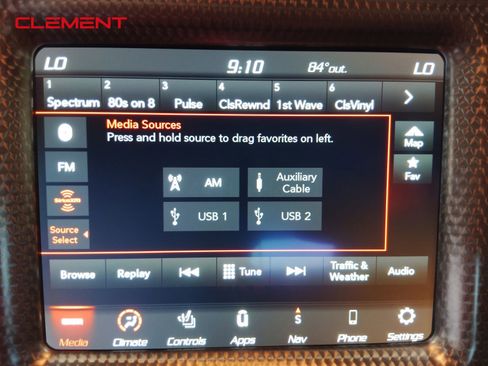 CLEMENT
LO 9:10 84°out. LO
1 2 3 4 5 6
Spectrum 80s on 8 Pulse ClsRewnd 1st Wave ClsVinyl
Media Sources
Press and hold source to drag favorites on left.
Map
FM
AM
Auxiliary
Cable
Fav
SiriusXM
USB 1
USB 2
Source
Select
Browse Replay Tune Traffic &
Weather Audio
Media Climate Controls Apps S
Nav Phone Settings